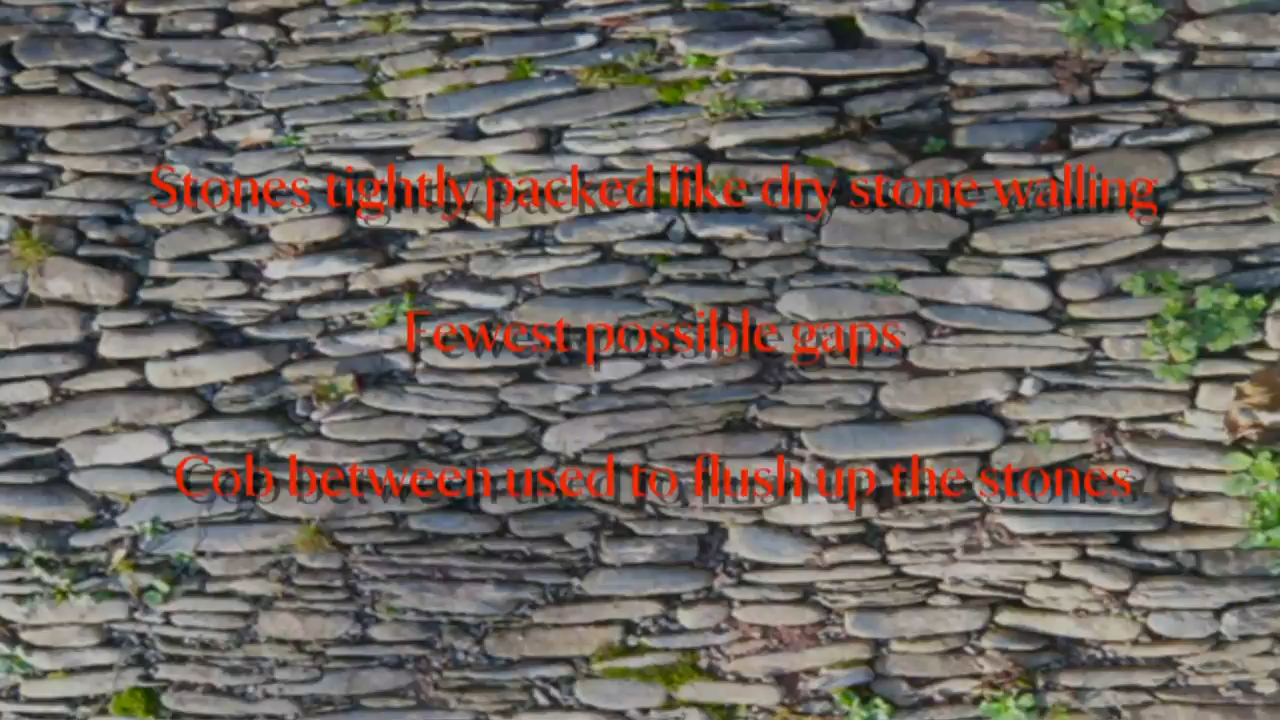 Stones tightly packed like dry stone walling
Fewest possible gaps
Cob between used to flush up the stones